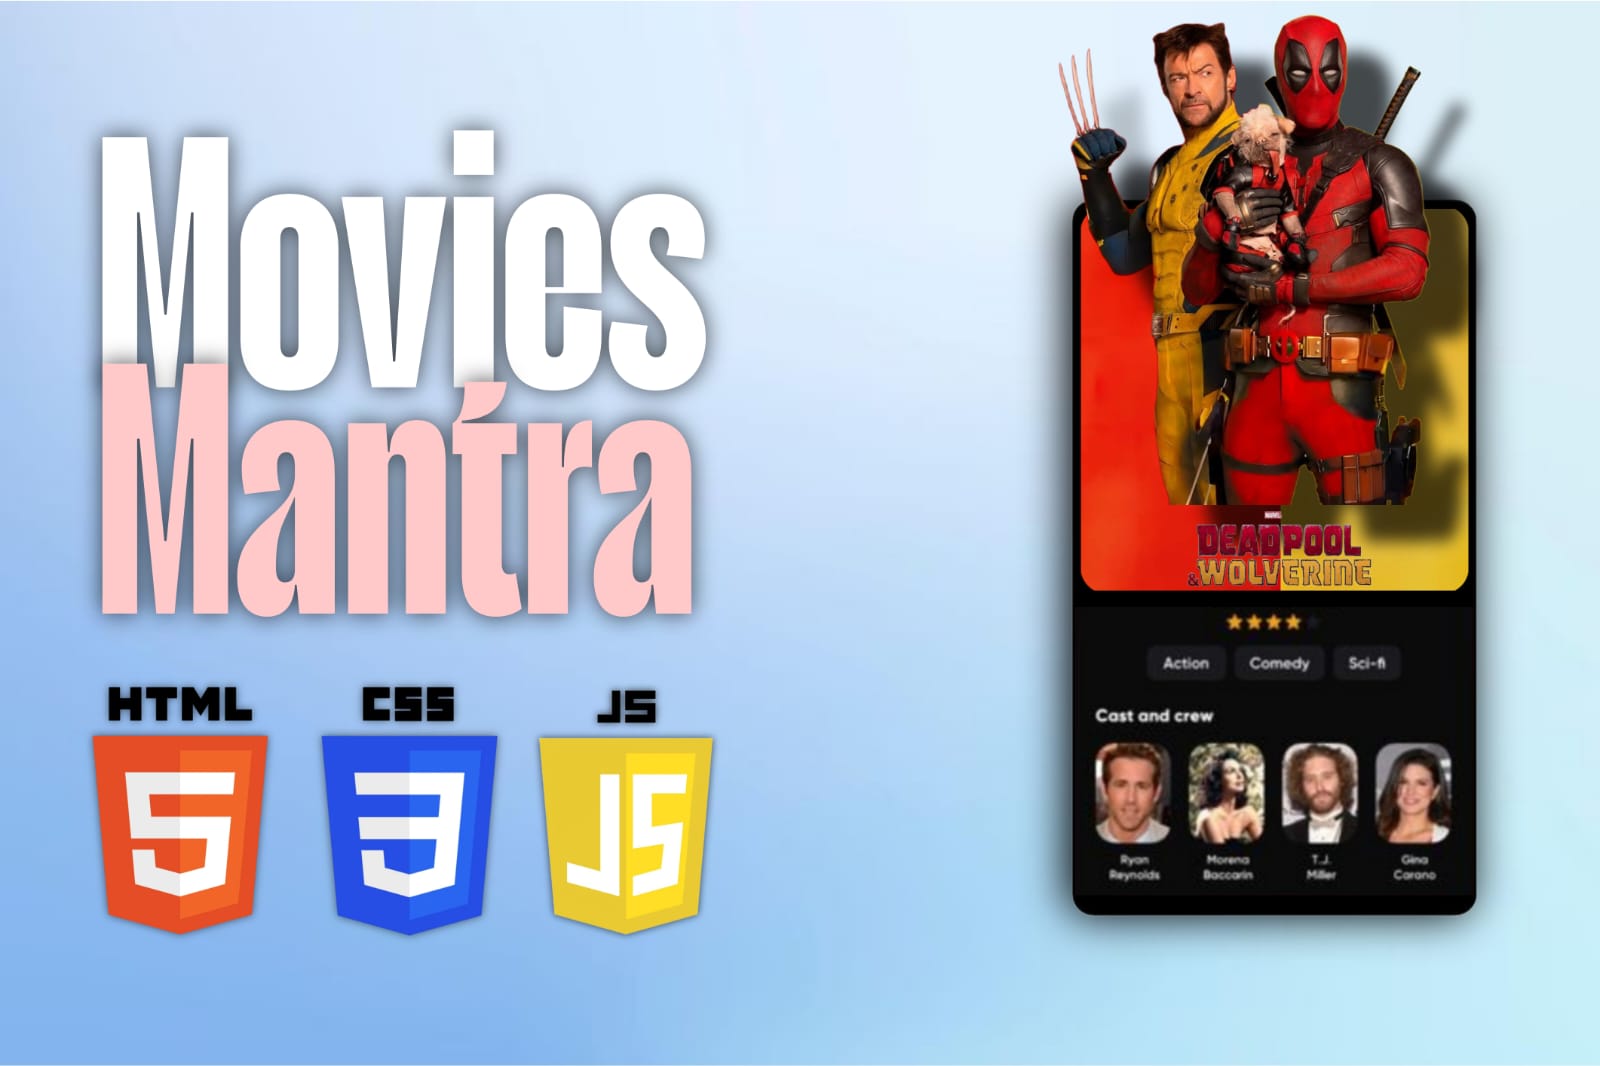 Movies
Mantra
HTML
CSS
JS
5
3
JS
MARVEL
DEADPOOL
& WOLVERINE
Action
Comedy
Sci-fi
Cast and crew
Ryan
Reynolds
Morena
Baccarin
T.J.
Miller
Gina
Carano